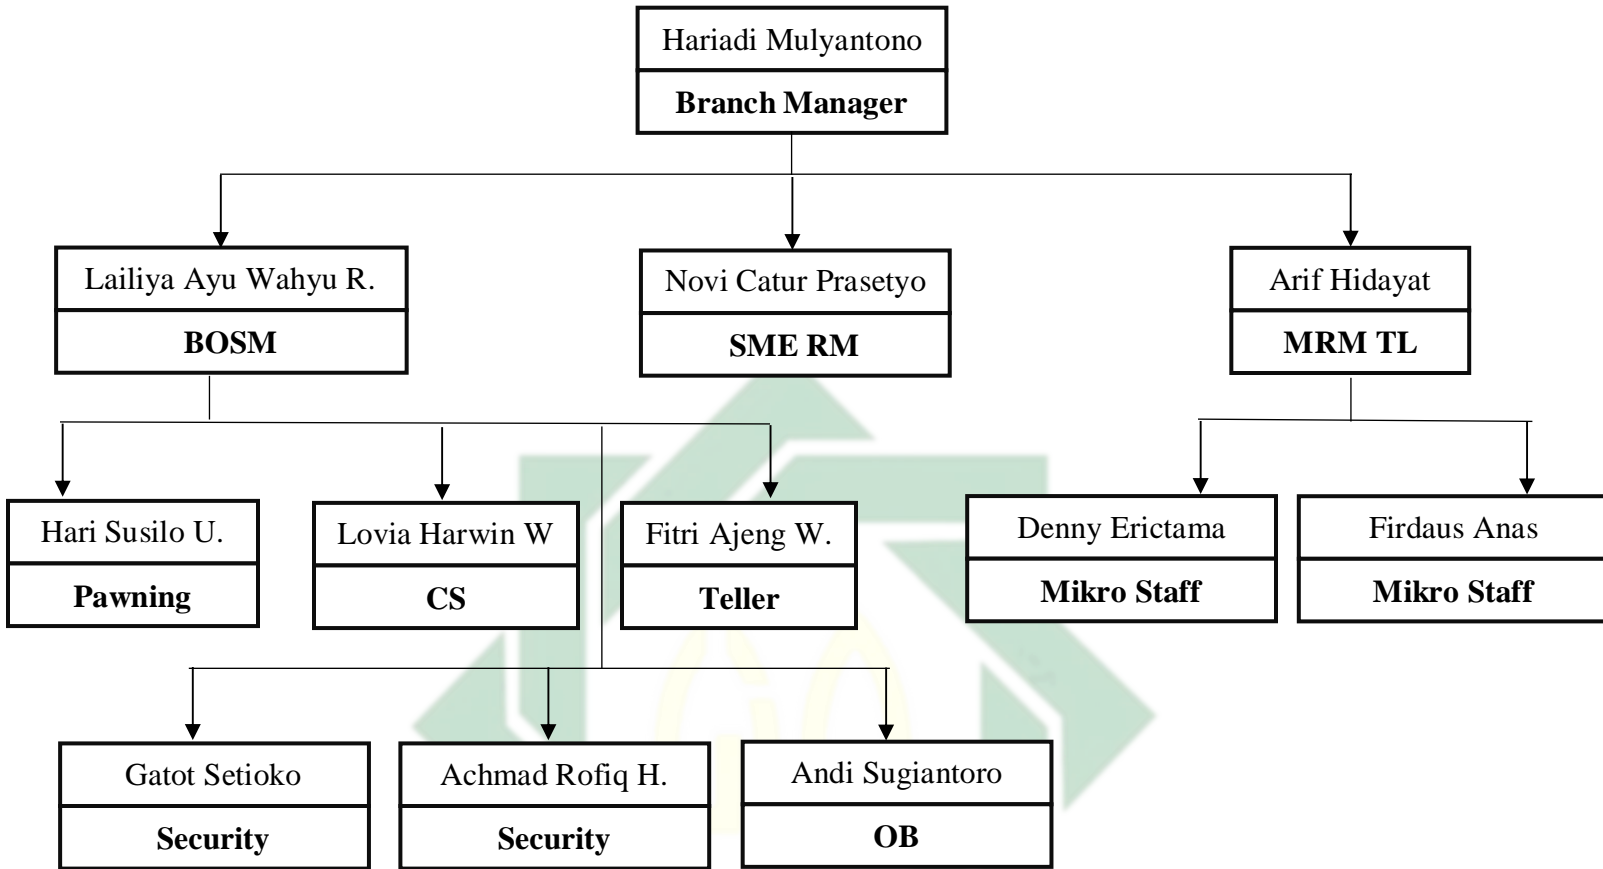 Hariadi Mulyantono
Branch Manager
Lailiya Ayu Wahyu R.
BOSM
Novi Catur Prasetyo
SME RM
Arif Hidayat
MRM TL
Hari Susilo U.
Pawning
Lovia Harwin W
CS
Fitri Ajeng W.
Teller
Denny Erictama
Mikro Staff
Firdaus Anas
Mikro Staff
Gatot Setioko
Security
Achmad Rofiq H.
Security
Andi Sugiantoro
OB